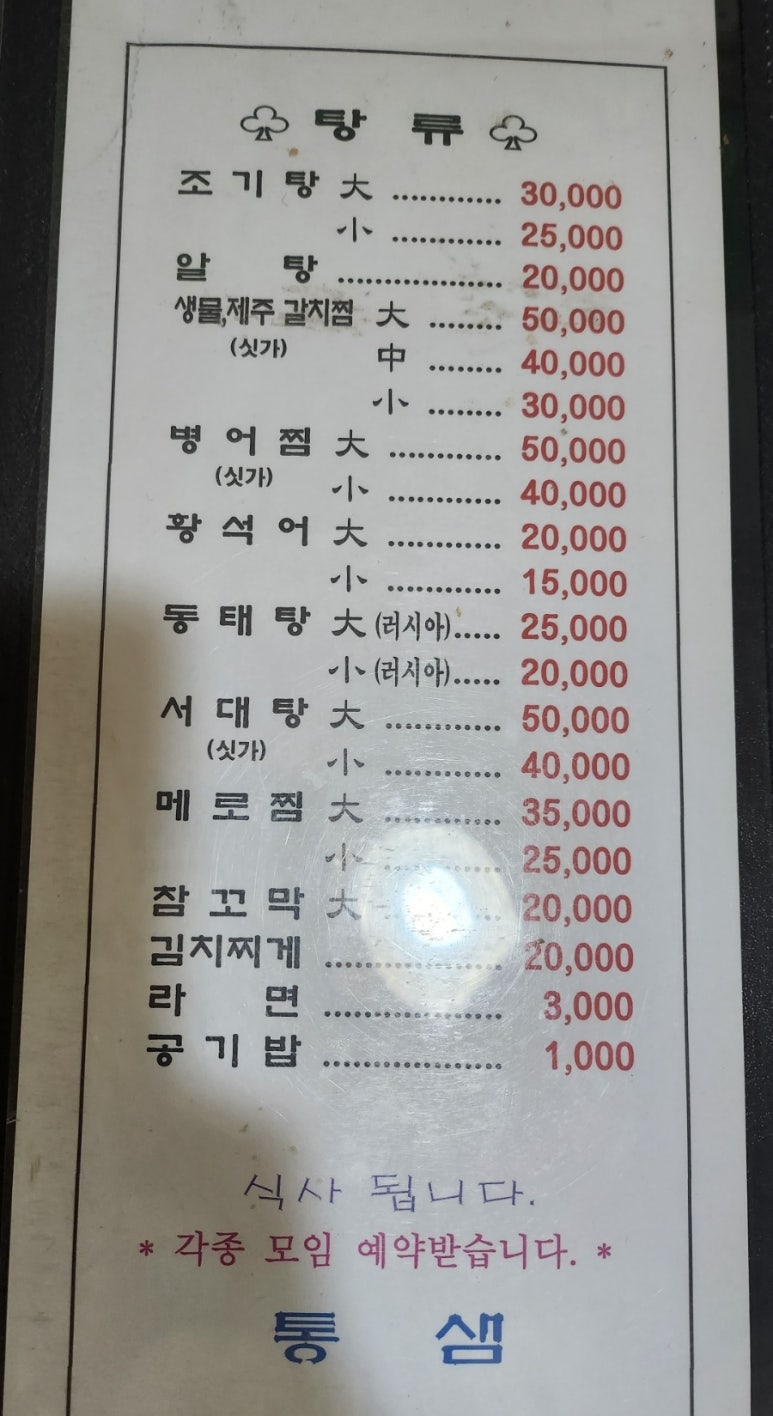 ♧ 탕 류 ♧
조 기 탕 大 ............ 30,000
小 ............ 25,000
알 탕 .................. 20,000
생물,제주 갈치찜 大 ........ 50,000
(싯가) 中 ........ 40,000
小 ........ 30,000
병 어 찜 大 ............ 50,000
(싯가) 小 ............ 40,000
황 석 어 大 ............ 20,000
小 ............ 15,000
동 태 탕 大 (러시아)..... 25,000
小 (러시아)..... 20,000
서 대 탕 大 ............ 50,000
(싯가) 小 ............ 40,000
메 로 찜 大 ............ 35,000
小 ............ 25,000
참 꼬 막 大 ............ 20,000
김치찌게 .................. 20,000
라 면 .................. 3,000
공 기 밥 .................. 1,000
식사 됩니다.
* 각종 모임 예약받습니다. *
통 샘